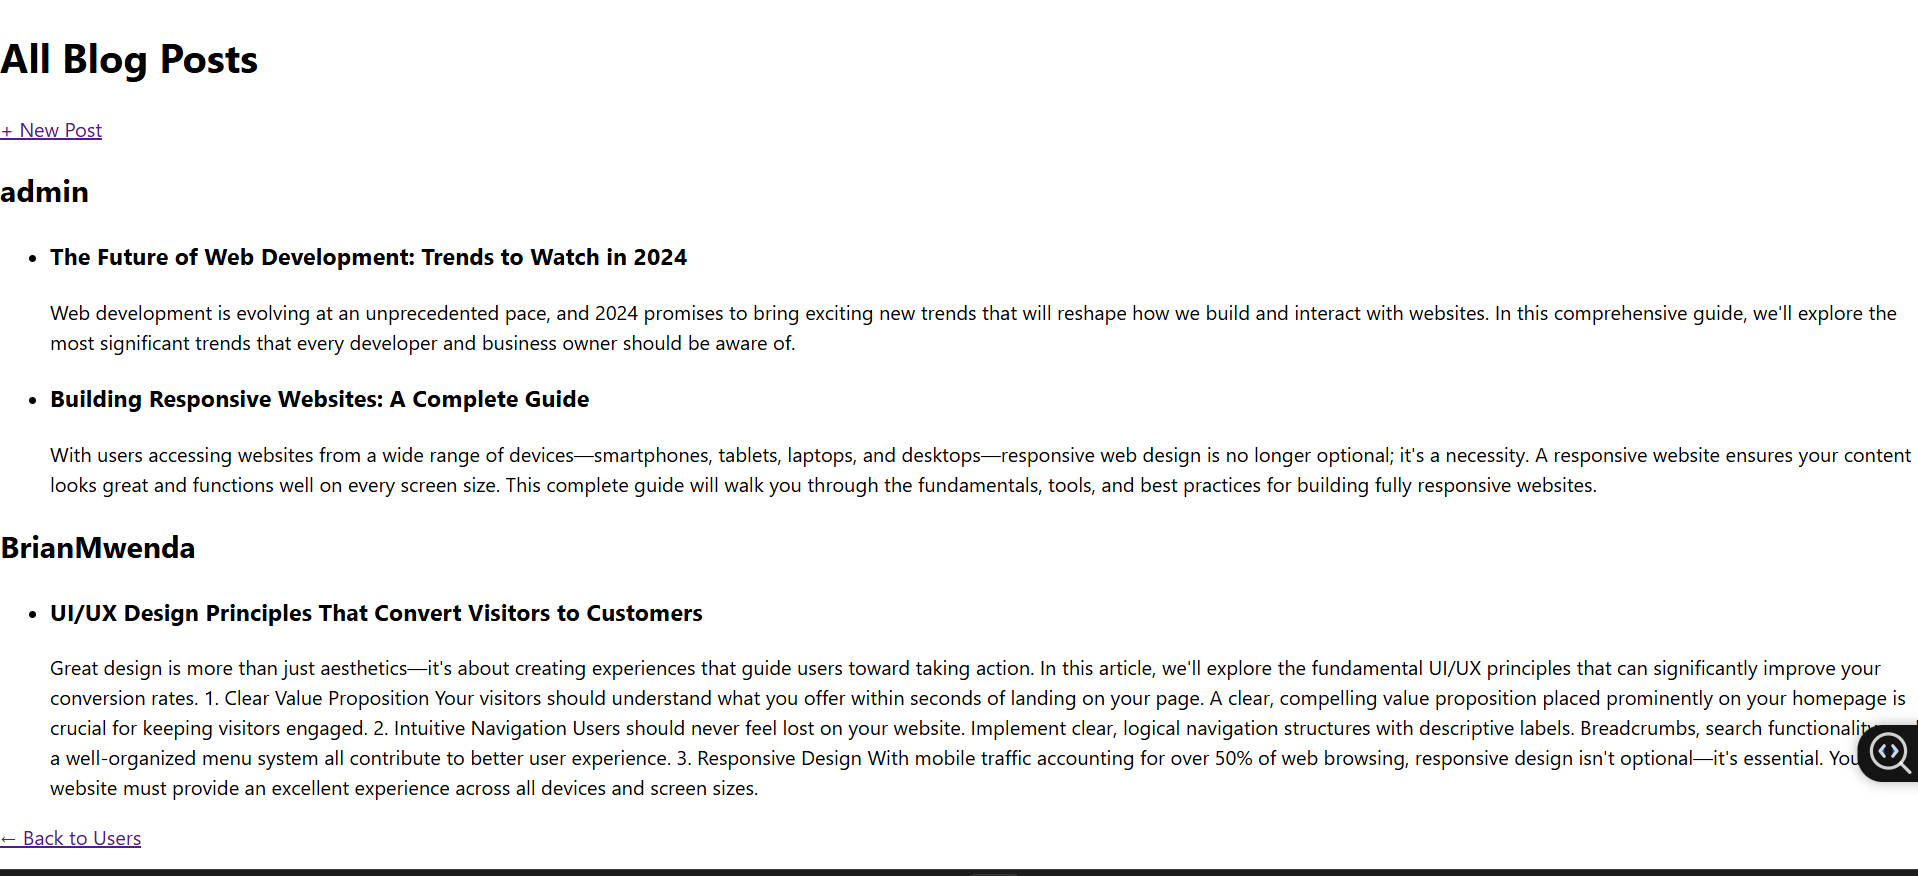 All Blog Posts
+ New Post
admin
• The Future of Web Development: Trends to Watch in 2024
Web development is evolving at an unprecedented pace, and 2024 promises to bring exciting new trends that will reshape how we build and interact with websites. In this comprehensive guide, we'll explore the
most significant trends that every developer and business owner should be aware of.
• Building Responsive Websites: A Complete Guide
With users accessing websites from a wide range of devices—smartphones, tablets, laptops, and desktops—responsive web design is no longer optional; it's a necessity. A responsive website ensures your content
looks great and functions well on every screen size. This complete guide will walk you through the fundamentals, tools, and best practices for building fully responsive websites.
BrianMwenda
• UI/UX Design Principles That Convert Visitors to Customers
Great design is more than just aesthetics—it's about creating experiences that guide users toward taking action. In this article, we'll explore the fundamental UI/UX principles that can significantly improve your
conversion rates. 1. Clear Value Proposition Your visitors should understand what you offer within seconds of landing on your page. A clear, compelling value proposition placed prominently on your homepage is
crucial for keeping visitors engaged. 2. Intuitive Navigation Users should never feel lost on your website. Implement clear, logical navigation structures with descriptive labels. Breadcrumbs, search
a well-organized menu system all contribute to better user experience. 3. Responsive Design With mobile traffic accounting for over 50% of web browsing, responsive design isn't optional—it's essential.
website must provide an excellent experience across all devices and screen sizes.
← Back to Users